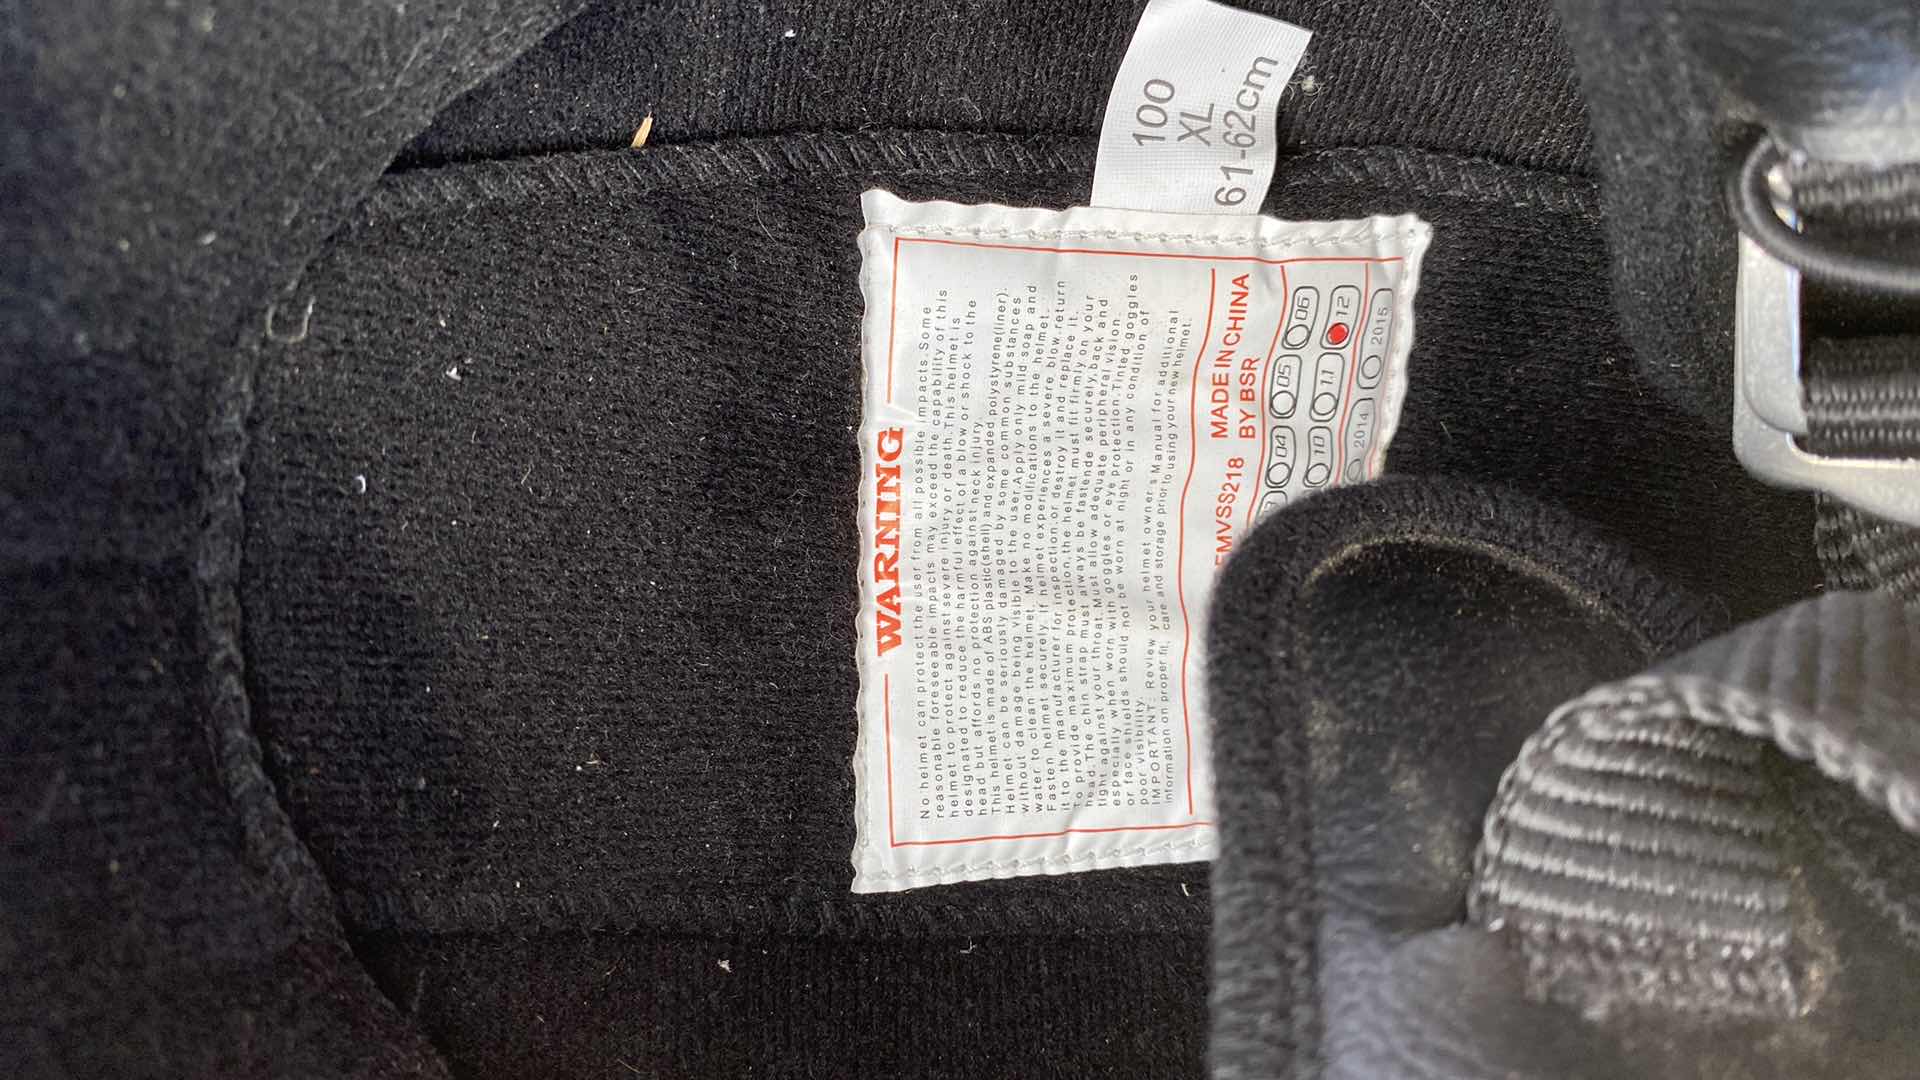 100
XL
61-62cm
WARNING
No helmet can protect the user from all possible impacts.Some
reasonable foreseeable impacts may exceed the capability of this
helmet to protect against severe injury or death.This helmet is
designated to reduce the harmful effect of a blow or shock to the
head but affords no protection against neck injury.
This helmet is made of ABS plastic(shell) and expanded polystyrene(liner).
Helmet can be seriously damaged by some common substances
without damage being visible to the user.Apply only mild soap and
water to clean the helmet. Make no modifications to the helmet.
Fasten helmet securely.If helmet experiences a severe blow, return
it to the manufacturer for inspection,or destroy it and replace it.
To provide maximum protection,the helmet must fit firmly on your
head.The chin strap must always be fastende securely,back and
tight against your throat.Must allow adequate peripheral vision
especially when worn with goggles or eye protection.Tinted goggles
or face shields should not be worn at night or in any condition of
poor visibility.
IMPORTANT: Review your helmet owner's Manual for additional
information on proper fit, care and storage prior to using your new helmet.
FMVSS218 MADE IN CHINA
BY BSR
04 05 06
10 11 12
2014 2015